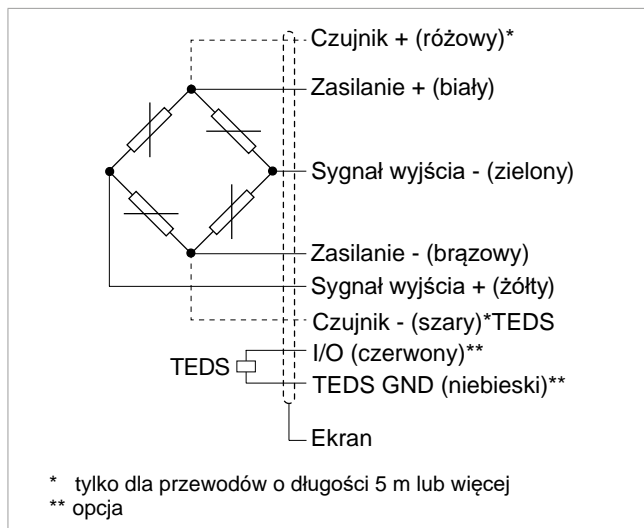 Czujnik + (różowy)*
Zasilanie + (biały)
Sygnał wyjścia - (zielony)
Zasilanie - (brązowy)
Sygnał wyjścia + (żółty)
Czujnik - (szary)*TEDS
I/O (czerwony)**
TEDS
TEDS GND (niebieski)**
Ekran
* tylko dla przewodów o długości 5 m lub więcej
** opcja